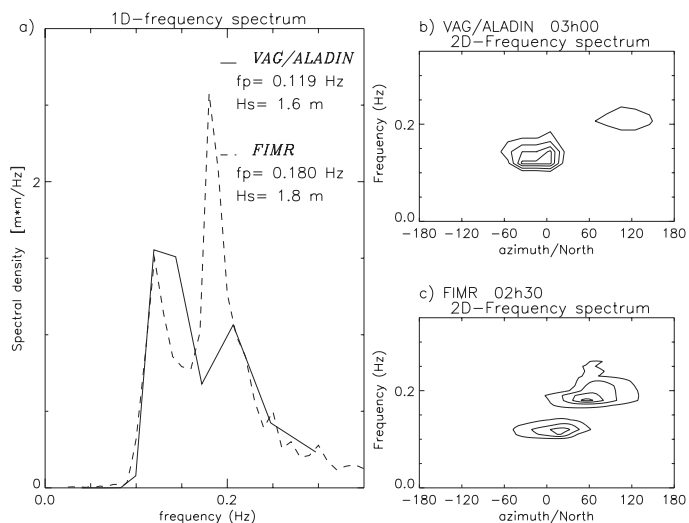 1D-frequency spectrum
a)
VAG/ALADIN
fp= 0.119 Hz
Hs= 1.6 m
FIMR
fp= 0.180 Hz
Hs= 1.8 m
Spectral density [m*m/Hz]
2
0
0.0
0.2
frequency (Hz)
b) VAG/ALADIN 03h00
2D-Frequency spectrum
Frequency (Hz)
0.2
0.0
-180 -120 -60 0 60 120 180
azimuth/North
c) FIMR 02h30
2D-Frequency spectrum
Frequency (Hz)
0.2
0.0
-180 -120 -60 0 60 120 180
azimuth/North